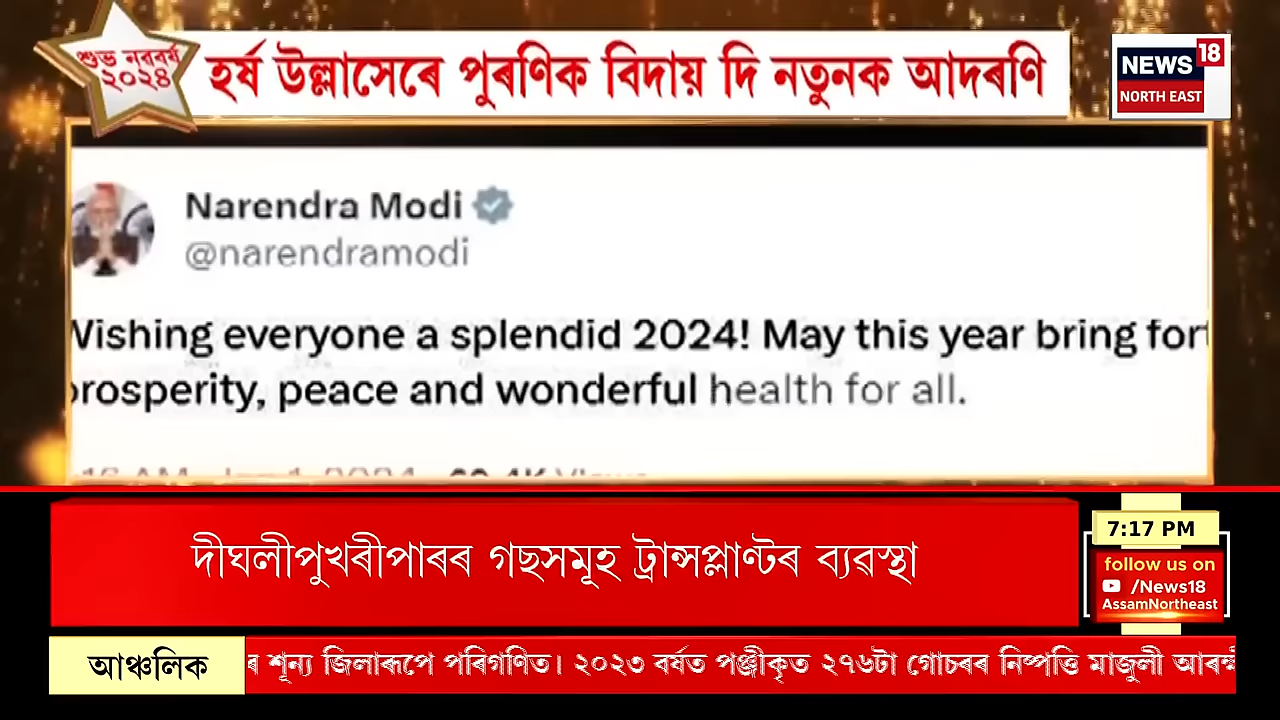 শুভ নৱবৰ্ষ
২০২৪
হৰ্ষ উল্লাসেৰে পুৰণিক বিদায় দি নতুনক আদৰণি
NEWS 18
NORTH EAST
Narendra Modi
@narendramodi
Wishing everyone a splendid 2024! May this year bring fort
prosperity, peace and wonderful health for all.
দীঘলীপুখৰীপাৰৰ গছসমূহ ট্ৰান্সপ্লাণ্টৰ ব্যৱস্থা
7:17 PM
follow us on
/News18
AssamNortheast
আঞ্চলিক
ৰ শূন্য জিলাৰূপে পৰিগণিত। ২০২৩ বৰ্ষত পঞ্জীকৃত ২৭৬টা গোচৰৰ নিষ্পত্তি মাজুলী